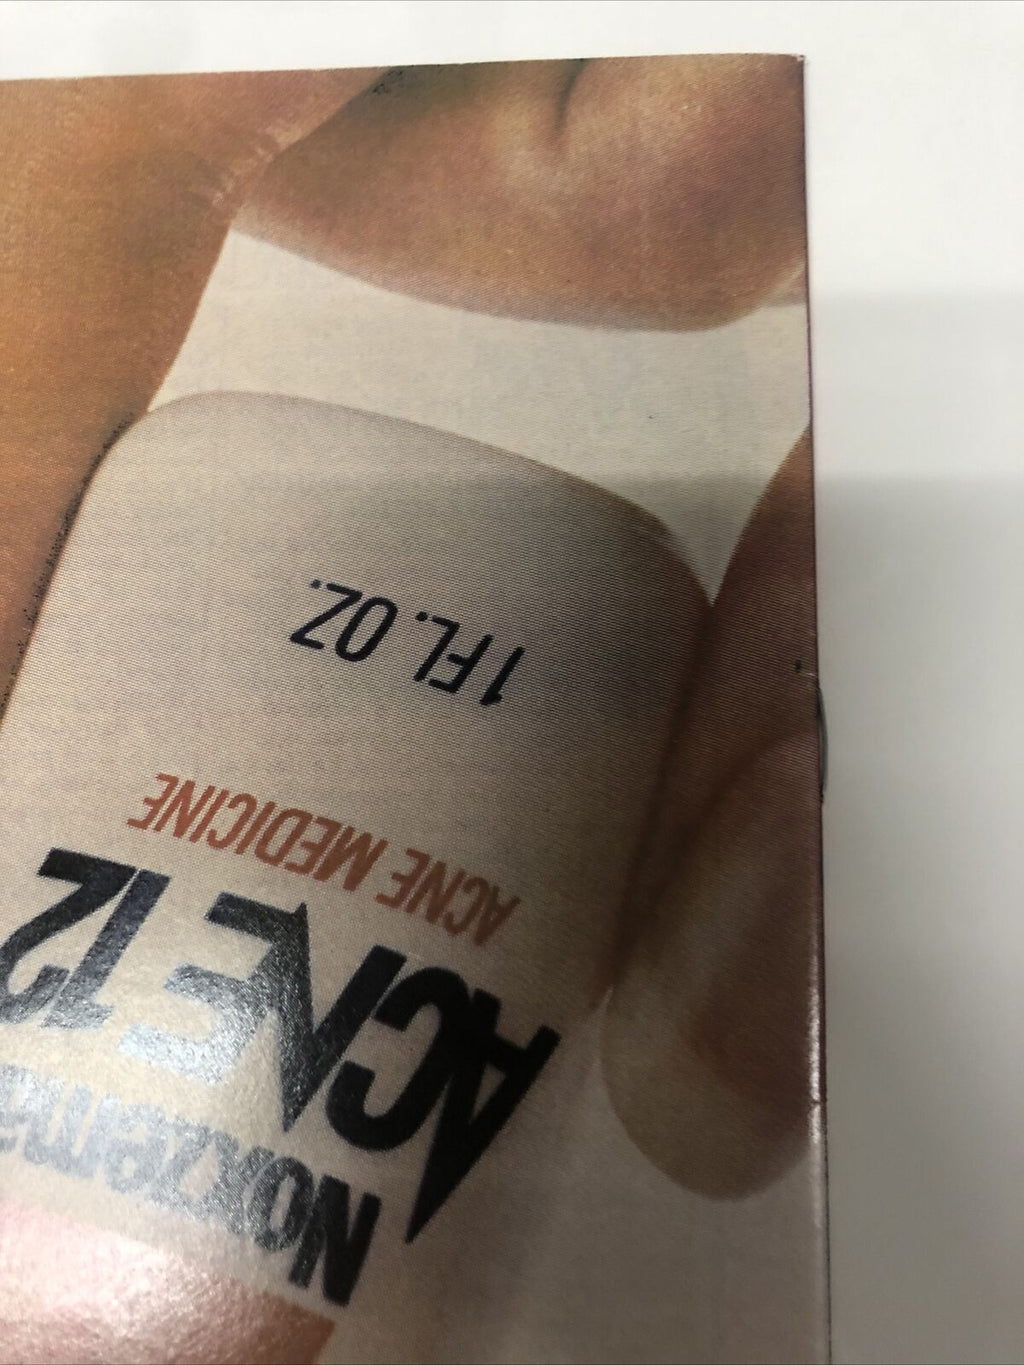 NOXzema
ACNE 12
ACNE MEDICINE
1 FL. OZ.